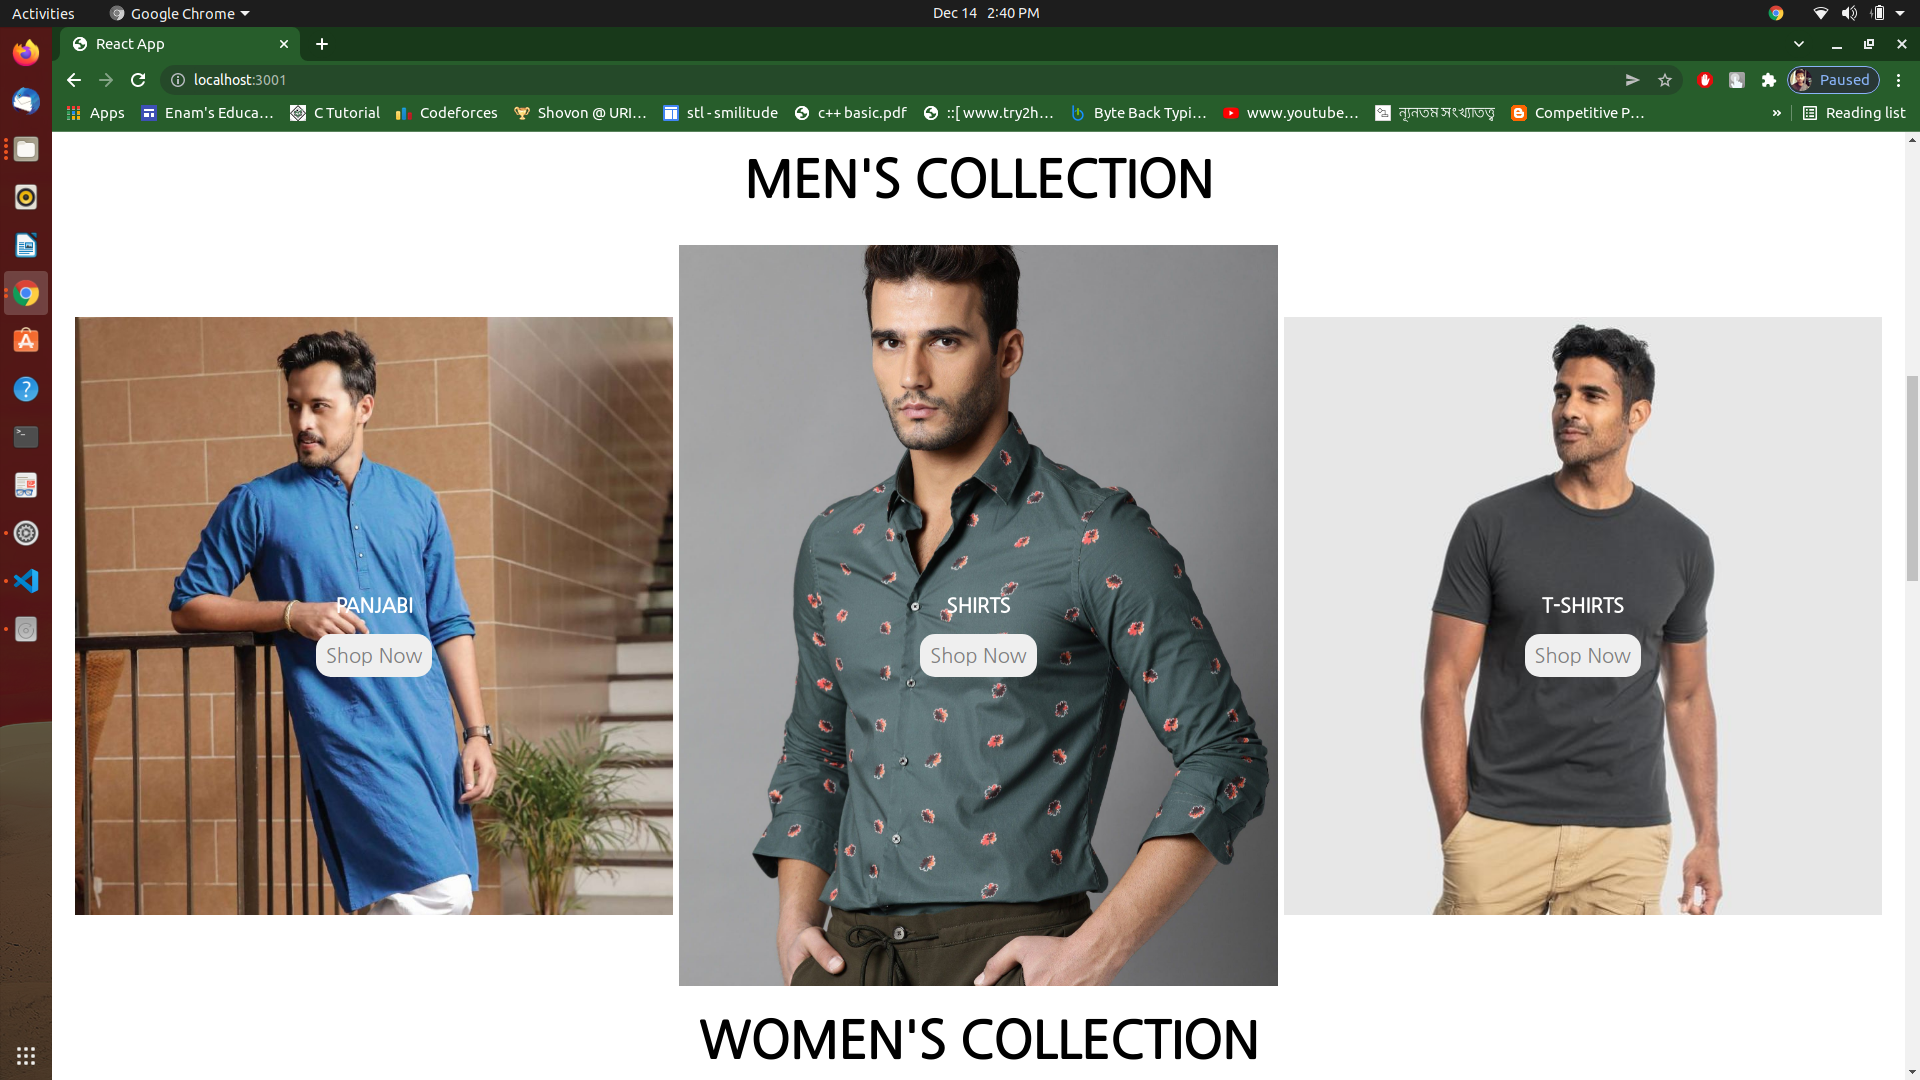 Activities
Google Chrome
Dec 14 2:40 PM
React App
localhost:3001
Paused
Apps
Enam's Educa...
C Tutorial
Codeforces
Shovon @ URI...
stl - smilitude
c++ basic.pdf
::[ www.try2h...
Byte Back Typi...
www.youtube...
ন্যূনতম সংখ্যাতত্ত্ব
Competitive P...
»
Reading list
MEN'S COLLECTION
PANJABI
Shop Now
SHIRTS
Shop Now
T-SHIRTS
Shop Now
WOMEN'S COLLECTION